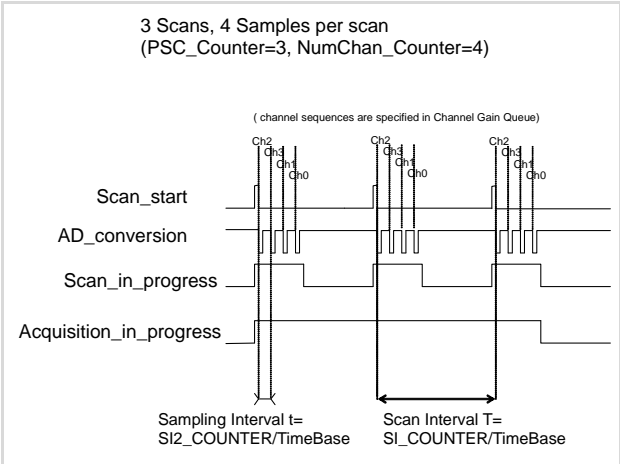 3 Scans, 4 Samples per scan
(PSC_Counter=3, NumChan_Counter=4)
( channel sequences are specified in Channel Gain Queue)
Ch2
Ch3
Ch1
Ch0
Ch2
Ch3
Ch1
Ch0
Ch2
Ch3
Ch1
Ch0
Scan_start
AD_conversion
Scan_in_progress
Acquisition_in_progress
Sampling Interval t=
SI2_COUNTER/TimeBase
Scan Interval T=
SI_COUNTER/TimeBase